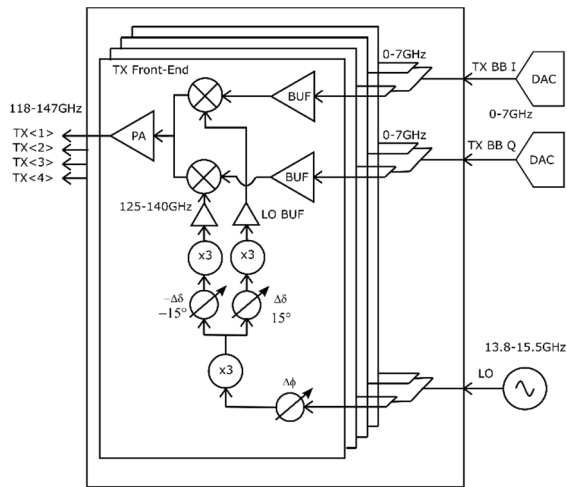 TX Front-End
0-7GHz
TX BB I
DAC
BUF
118-147GHz
0-7GHz
TX<1>
PA
0-7GHz
TX<2>
TX BB Q
DAC
TX<3>
BUF
TX<4>
125-140GHz
LO BUF
x3
x3
−Δδ
Δδ
−15°
15°
13.8-15.5GHz
x3
Δϕ
LO